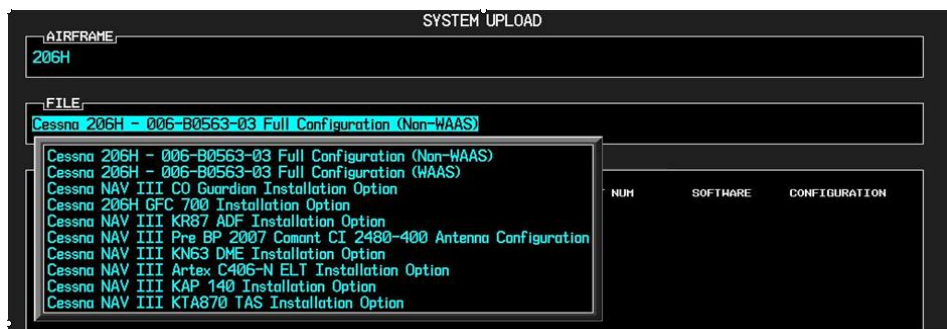 SYSTEM UPLOAD
AIRFRAME
206H
FILE
Cessna 206H - 006-B0563-03 Full Configuration (Non-WAAS)
Cessna 206H - 006-B0563-03 Full Configuration (Non-WAAS)
Cessna 206H - 006-B0563-03 Full Configuration (WAAS)
Cessna NAV III CO Guardian Installation Option
Cessna 206H GFC 700 Installation Option
Cessna NAV III KR87 ADF Installation Option
Cessna NAV III Pre BP 2007 Comant CI 2480-400 Antenna Configuration
Cessna NAV III KN63 DME Installation Option
Cessna NAV III Artex C406-N ELT Installation Option
Cessna NAV III KAP 140 Installation Option
Cessna NAV III KTA870 TAS Installation Option
NUM SOFTWARE CONFIGURATION